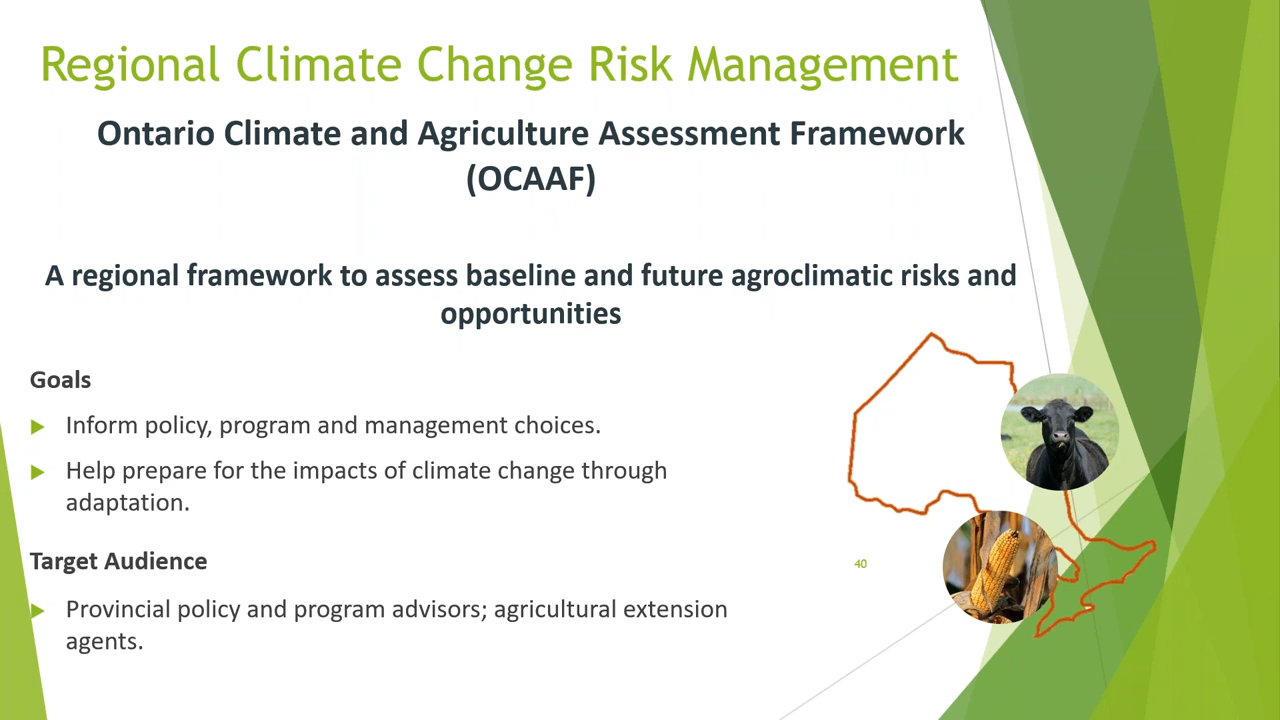 Regional Climate Change Risk Management
Ontario Climate and Agriculture Assessment Framework
(OCAAF)
A regional framework to assess baseline and future agroclimatic risks and
opportunities
Goals
Inform policy, program and management choices.
Help prepare for the impacts of climate change through
adaptation.
Target Audience
Provincial policy and program advisors; agricultural extension
agents.
40